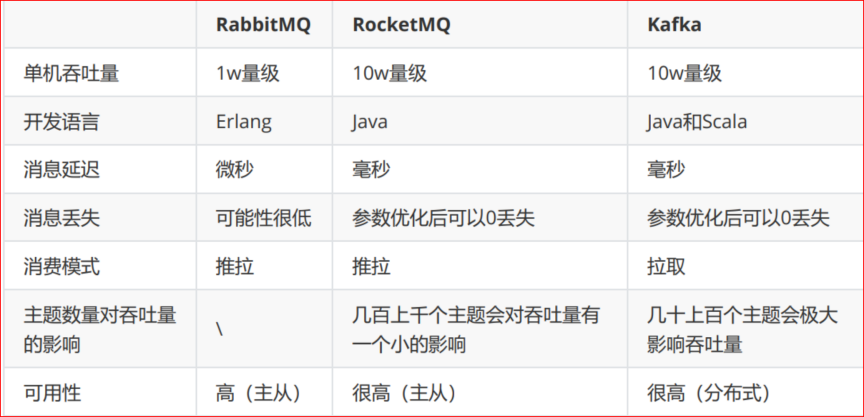 RabbitMQ RocketMQ Kafka
单机吞吐量 1w量级 10w量级 10w量级
开发语言 Erlang Java Java和Scala
消息延迟 微秒 毫秒 毫秒
消息丢失 可能性很低 参数优化后可以0丢失 参数优化后可以0丢失
消费模式 推拉 推拉 拉取
主题数量对吞吐量
的影响
\
几百上千个主题会对吞吐量有
一个小的影响
几十上百个主题会极大
影响吞吐量
可用性 高（主从） 很高（主从） 很高（分布式）